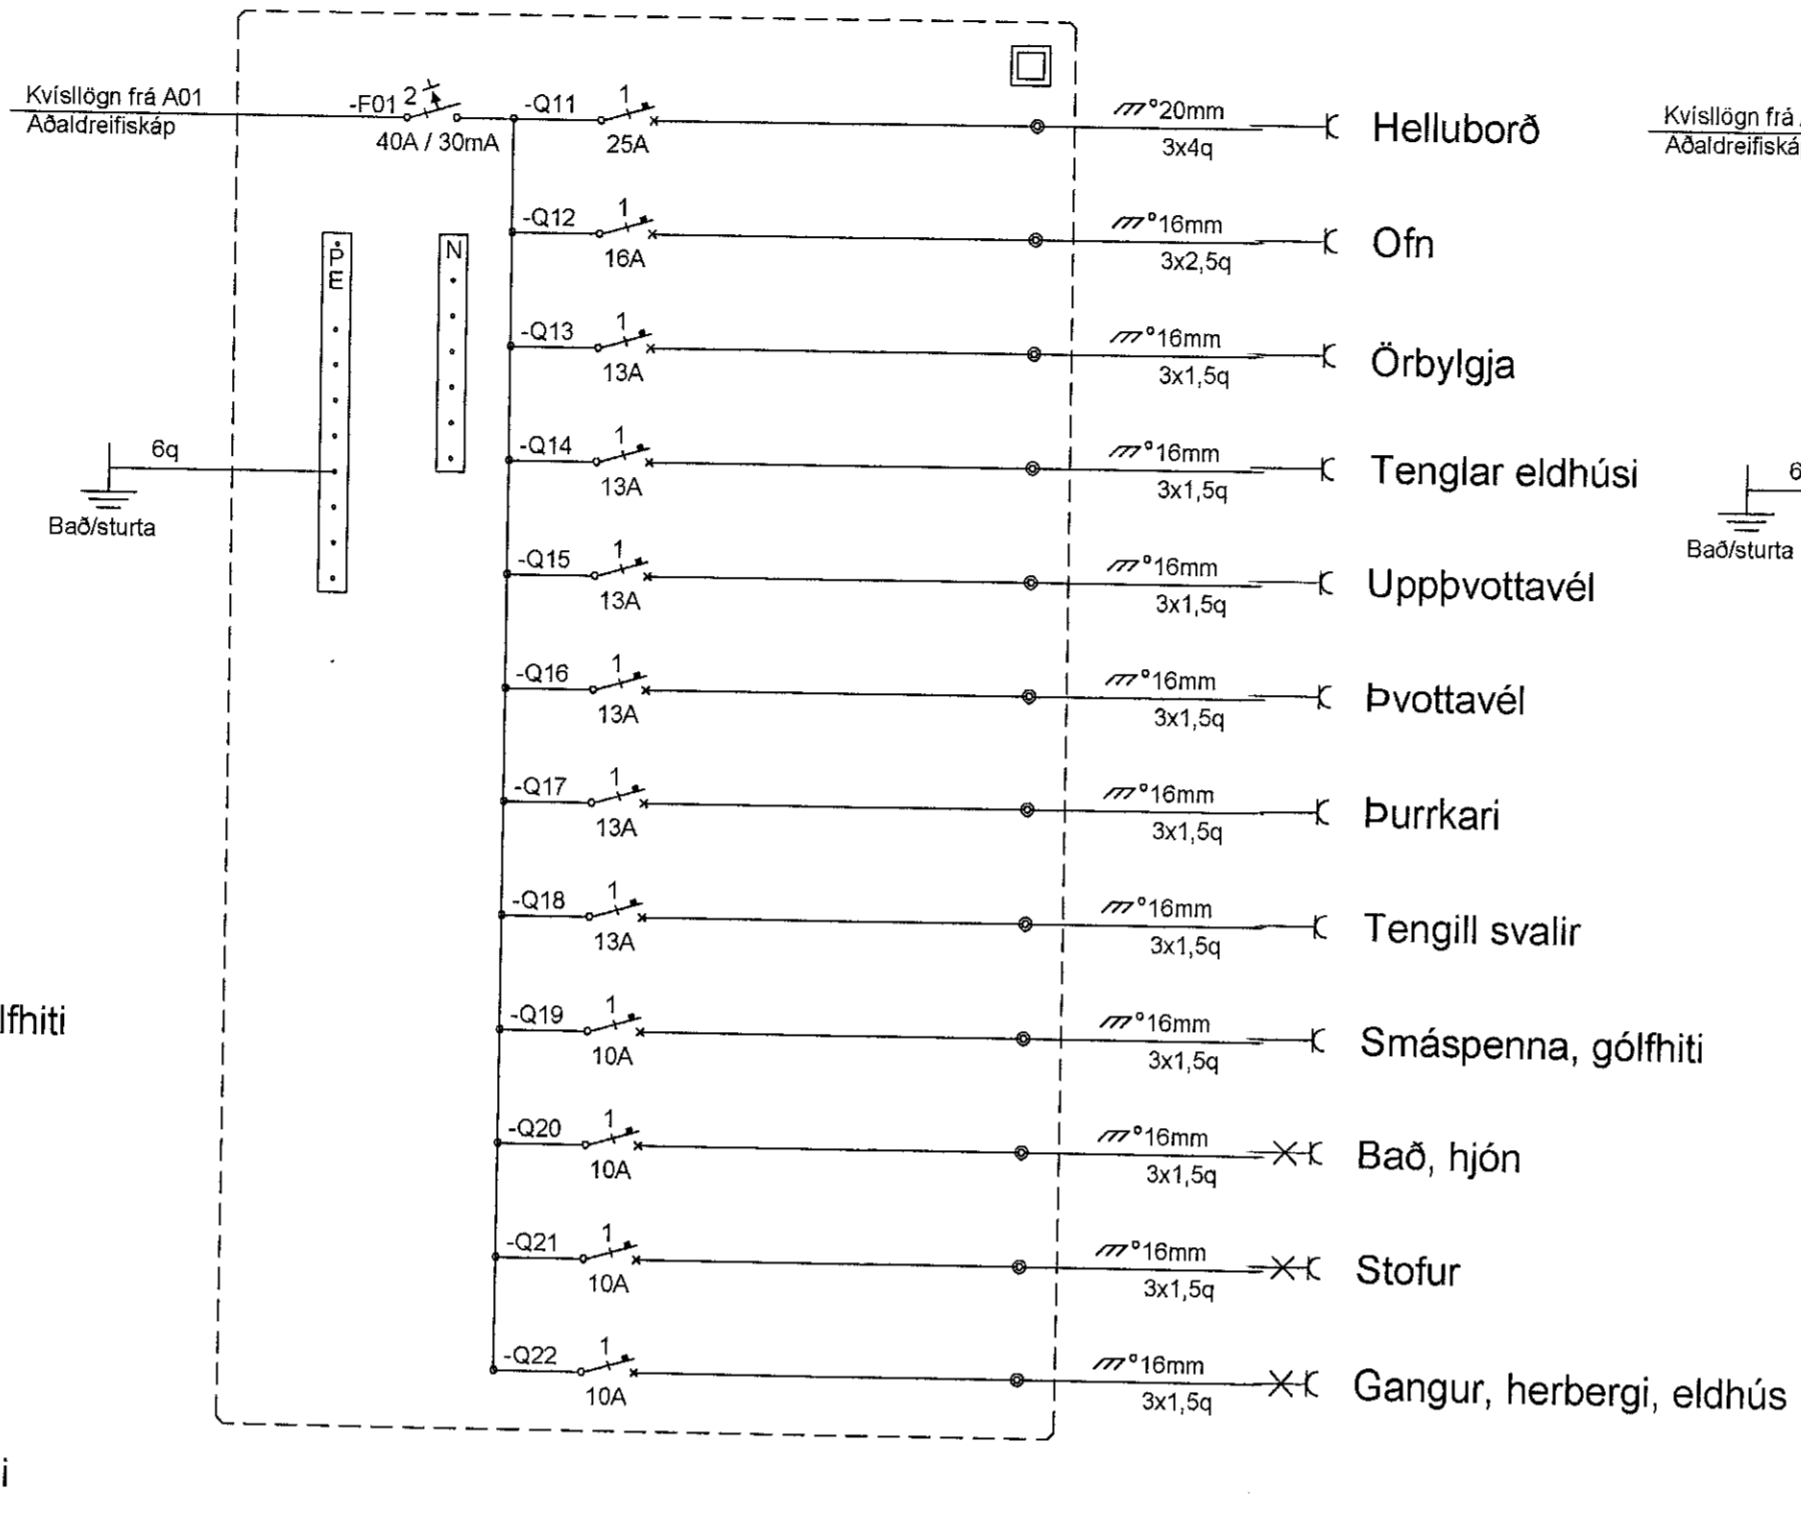 Kvísllögn frá A01
Aðaldreifiskáp
-F01 2
40A / 30mA
-Q11 1
25A
°20mm
3x4q
Helluborð
Kvísllögn frá
-Q12 1
16A
°16mm
3x2,5q
Ofn
PE
N
-Q13 1
13A
°16mm
3x1,5q
Örbylgja
6q
Bað/sturta
-Q14 1
13A
°16mm
3x1,5q
Tenglar eldhúsi
6
Bað/sturta
-Q15 1
13A
°16mm
3x1,5q
Uppþvottavél
-Q16 1
13A
°16mm
3x1,5q
Þvottavél
-Q17 1
13A
°16mm
3x1,5q
Þurrkari
-Q18 1
13A
°16mm
3x1,5q
Tengill svalir
lfhiti
-Q19 1
10A
°16mm
3x1,5q
Smáspenna, gólfhiti
-Q20 1
10A
°16mm
3x1,5q
Bað, hjón
-Q21 1
10A
°16mm
3x1,5q
Stofur
-Q22 1
10A
°16mm
3x1,5q
Gangur, herbergi, eldhús
i